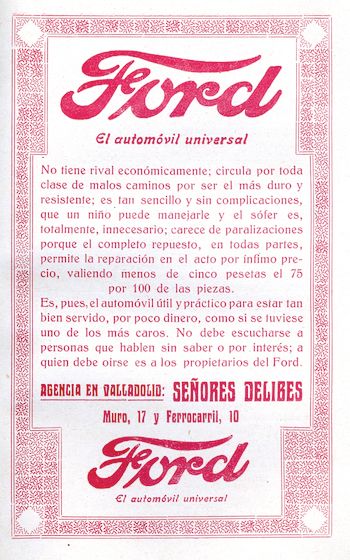 Ford
El automóvil universal
No tiene rival económicamente; circula por toda
clase de malos caminos por ser el más duro y
resistente; es tan sencillo y sin complicaciones,
que un niño puede manejarle y el sófer es,
totalmente, innecesario; carece de paralizaciones
porque el completo repuesto, en todas partes,
permite la reparación en el acto por ínfimo pre-
cio, valiendo menos de cinco pesetas el 75
por 100 de las piezas.
Es, pues, el automóvil útil y práctico para estar tan
bien servido, por poco dinero, como si se tuviese
uno de los más caros. No debe escucharse a
personas que hablen sin saber o por interés; a
quien debe oirse es a los propietarios del Ford.
AGENCIA EN VALLADOLID: SEÑORES DELIBES
Muro, 17 y Ferrocarril, 10
Ford
El automóvil universal